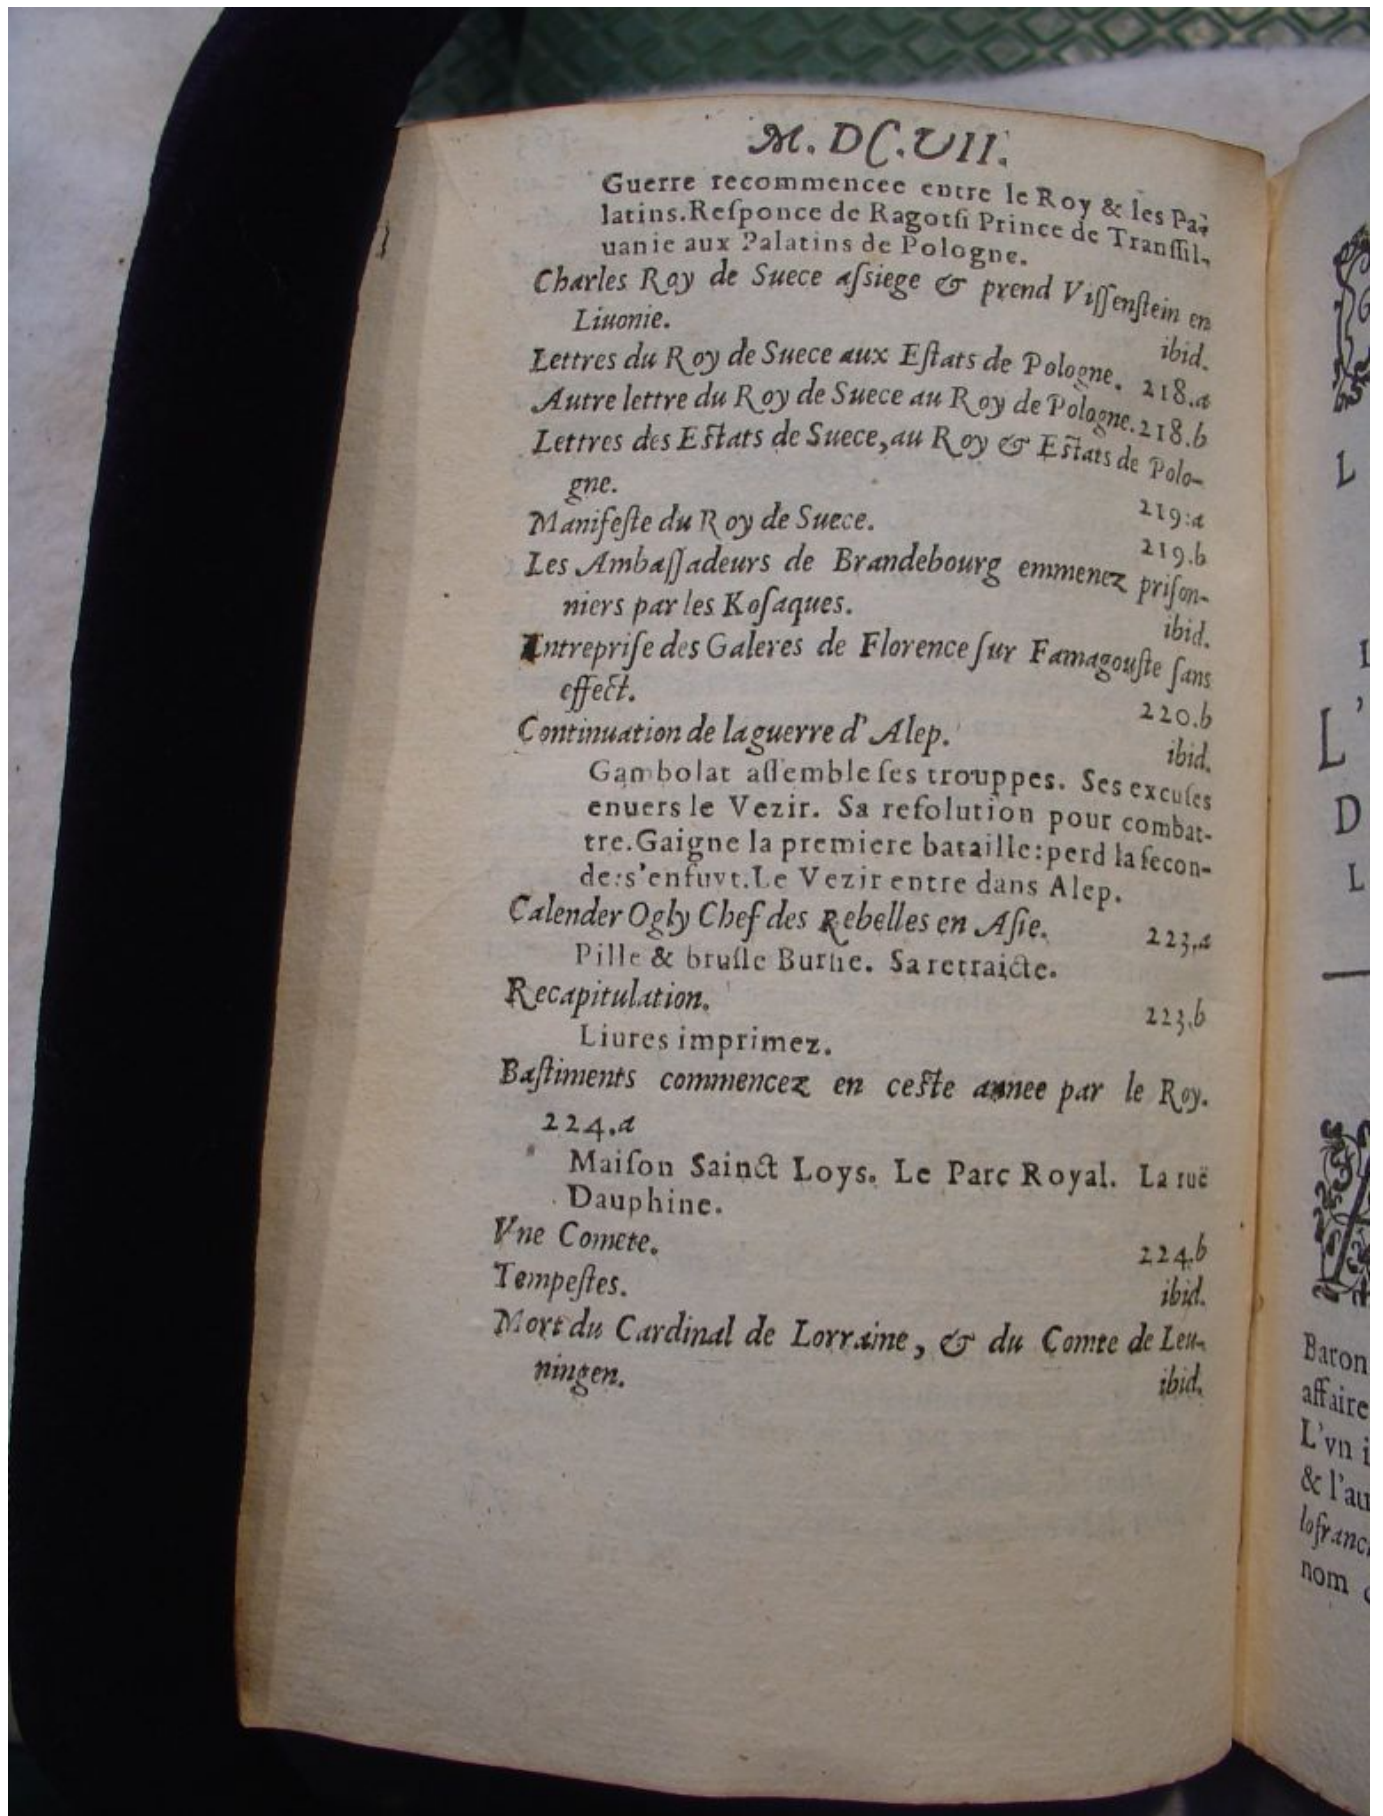 M.DC.VII.
Guerre recommencee entre le Roy & les Pa-
latins.Reſponce de Ragotſi Prince de Tranſſil-
uanie aux Palatins de Pologne.
Charles Roy de Suece aſsiege & prend Viſſenſtein en
Liuonie. ibid.
Lettres du Roy de Suece aux Eſtats de Pologne. 218.a
Autre lettre du Roy de Suece au Roy de Pologne.218.b
Lettres des Eſtats de Suece,au Roy & Eſtats de Polo-
gne. 219:a
Manifeſte du Roy de Suece. 219.b
Les Ambaſſadeurs de Brandebourg emmenez priſon-
niers par les Koſaques. ibid.
Entrepriſe des Galeres de Florence ſur Famagouſte ſans
effect. 220.b
Continuation de la guerre d'Alep. ibid.
Gambolat aſſemble ſes trouppes. Ses excuſes
enuers le Vezir. Sa reſolution pour combat-
tre.Gaigne la premiere bataille:perd la ſecon-
de:s'enfuyt.Le Vezir entre dans Alep.
Calender Ogly Chef des Rebelles en Aſie. 223.a
Pille & bruſle Burſie. Sa retraicte.
Recapitulation. 223.b
Liures imprimez.
Baſtiments commencez en ceſte annee par le Roy.
224.a
Maiſon Sainct Loys. Le Parc Royal. La ruë
Dauphine.
Vne Comete. 224.b
Tempeſtes. ibid.
Mort du Cardinal de Lorraine, & du Comte de Leu-
ningen. ibid.
L
L'
D
L
Baron
affaire
L'vn i
& l'au
nom